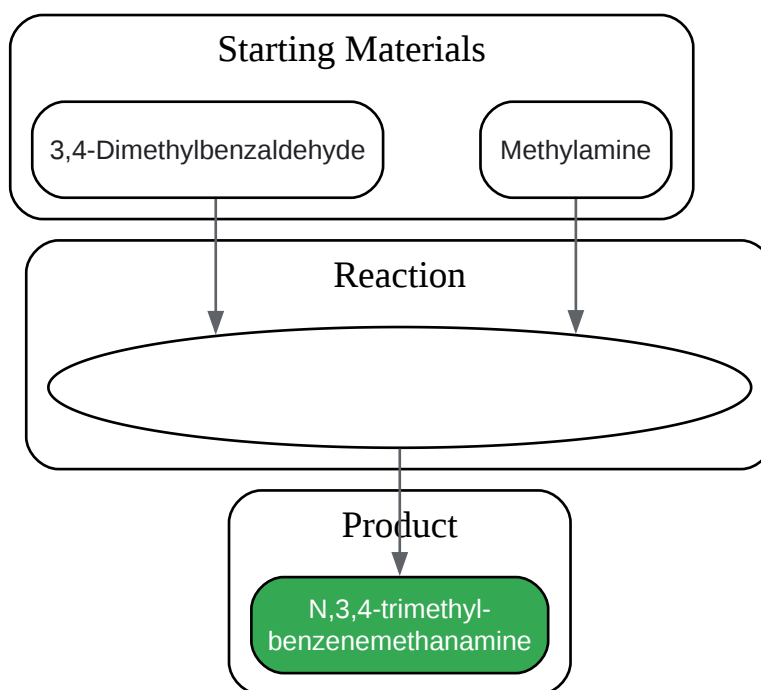 Starting Materials
3,4-Dimethylbenzaldehyde
Methylamine
Reaction
Product
N,3,4-trimethyl-
benzenemethanamine